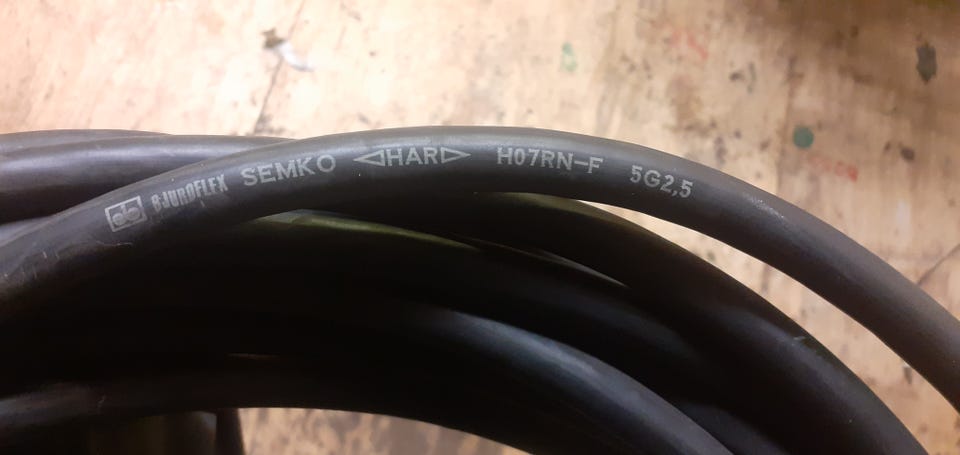 BJUROFLEX SEMKO ◁HAR▷ H07RN-F 5G2,5